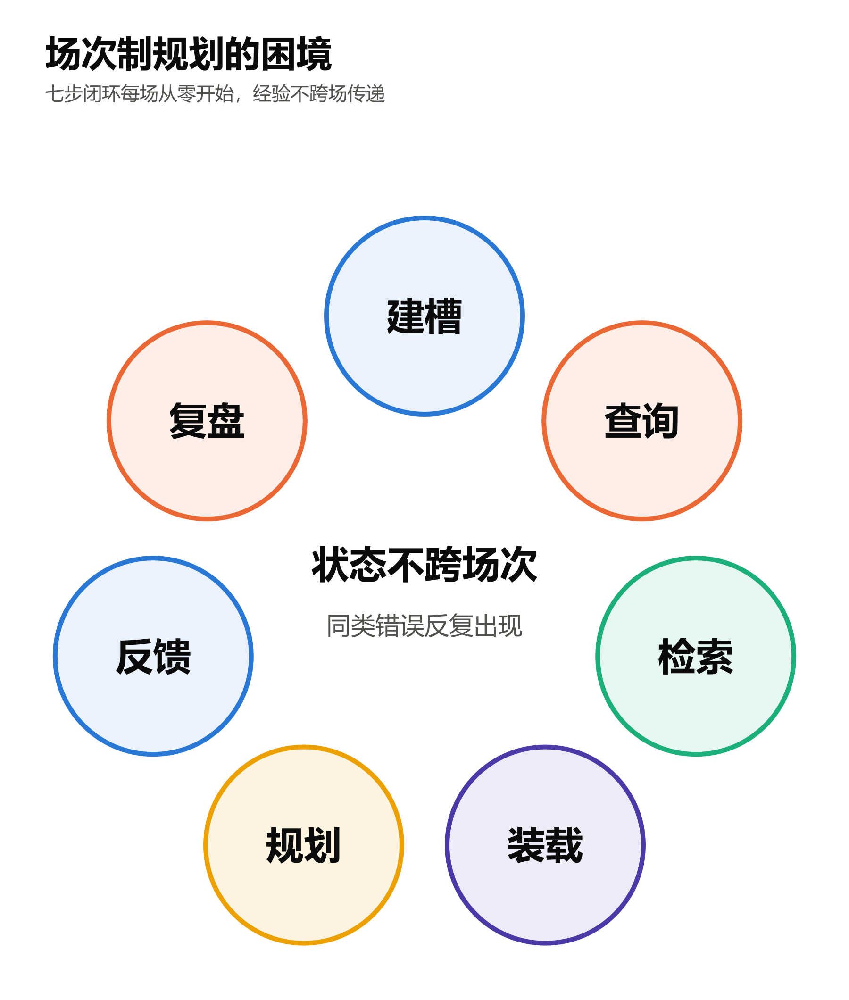 场次制规划的困境
七步闭环每场从零开始，经验不跨场传递
建槽
复盘
查询
状态不跨场次
同类错误反复出现
反馈
检索
规划
装载